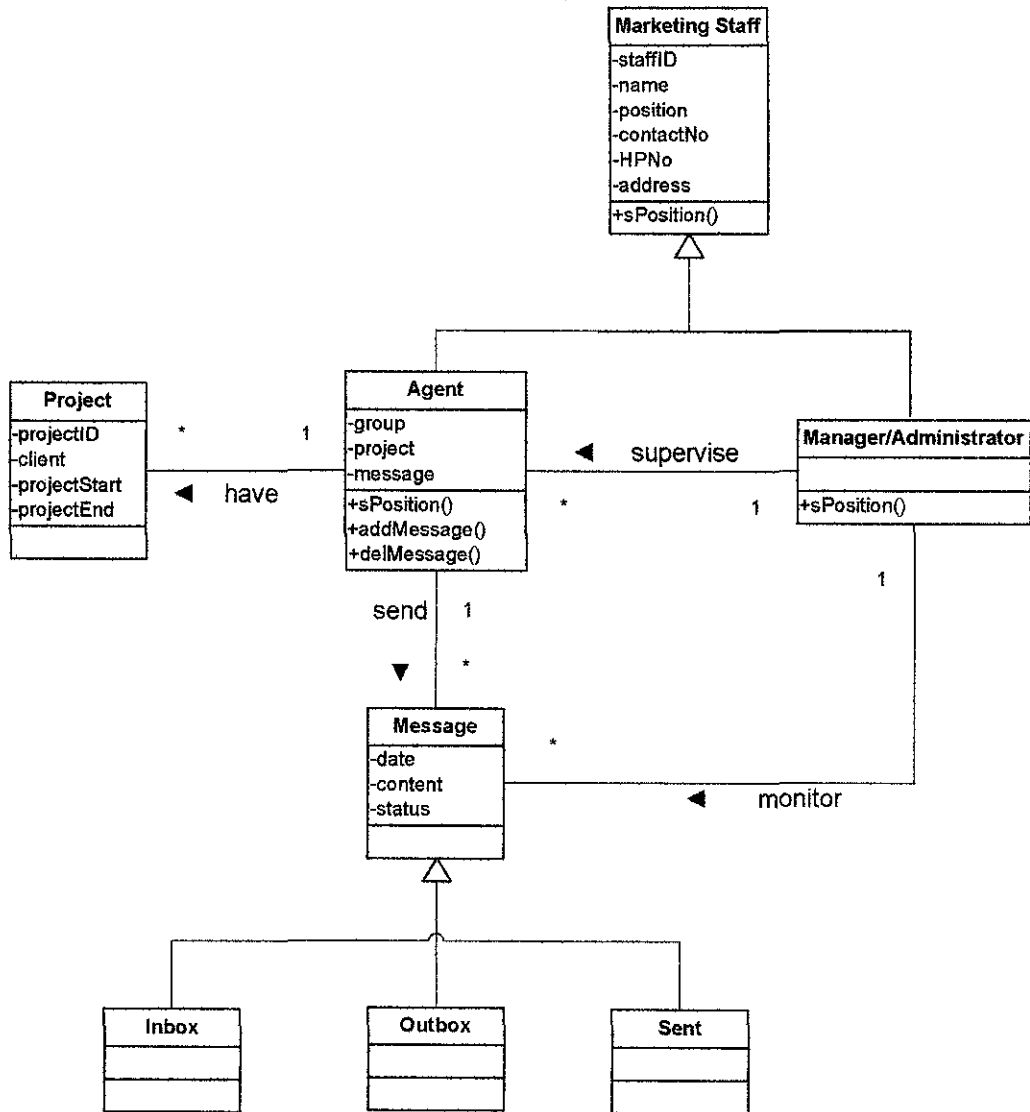 Marketing Staff
-staffID
-name
-position
-contactNo
-HPNo
-address
+sPosition()
Project
-projectID
-client
-projectStart
-projectEnd
* 1
have
Agent
-group
-project
-message
+sPosition()
+addMessage()
+delMessage()
supervise
* 1
Manager/Administrator
+sPosition()
send 1
*
1
*
monitor
Message
-date
-content
-status
Inbox
Outbox
Sent